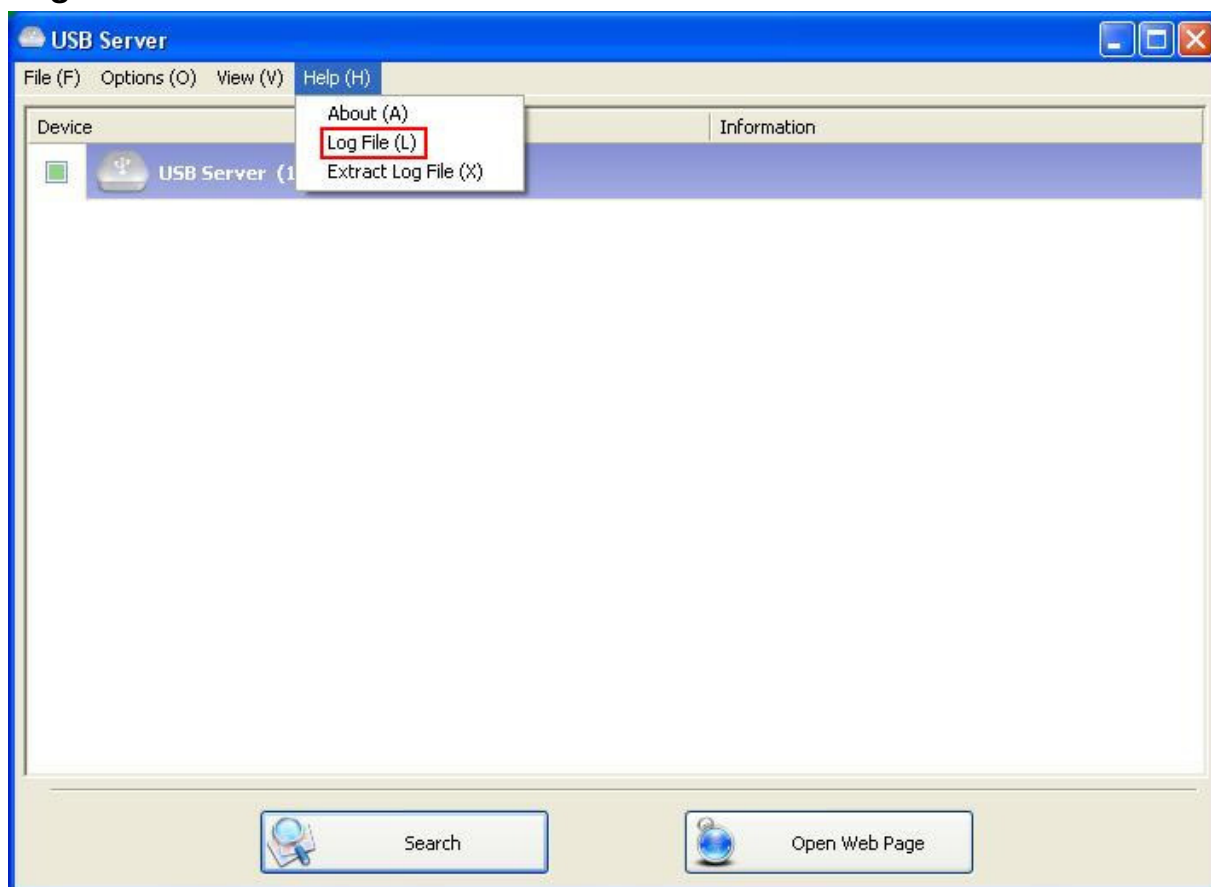 USB Server
File (F) Options (O) View (V) Help (H)
About (A)
Log File (L)
Extract Log File (X)
Device Information
USB Server (1
Search Open Web Page